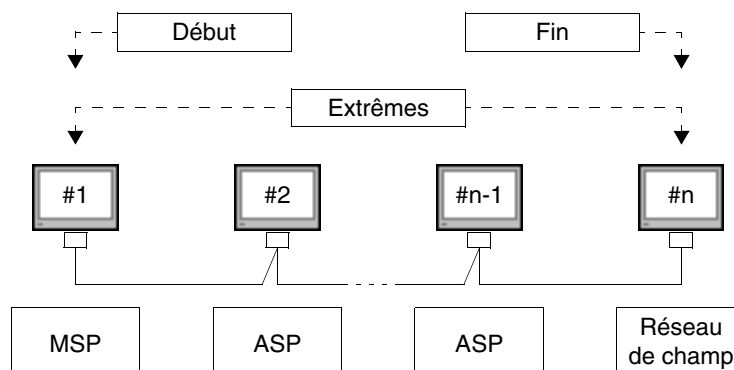 Début
Fin
Extrêmes
#1
#2
#n-1
#n
MSP
ASP
ASP
Réseau
de champ